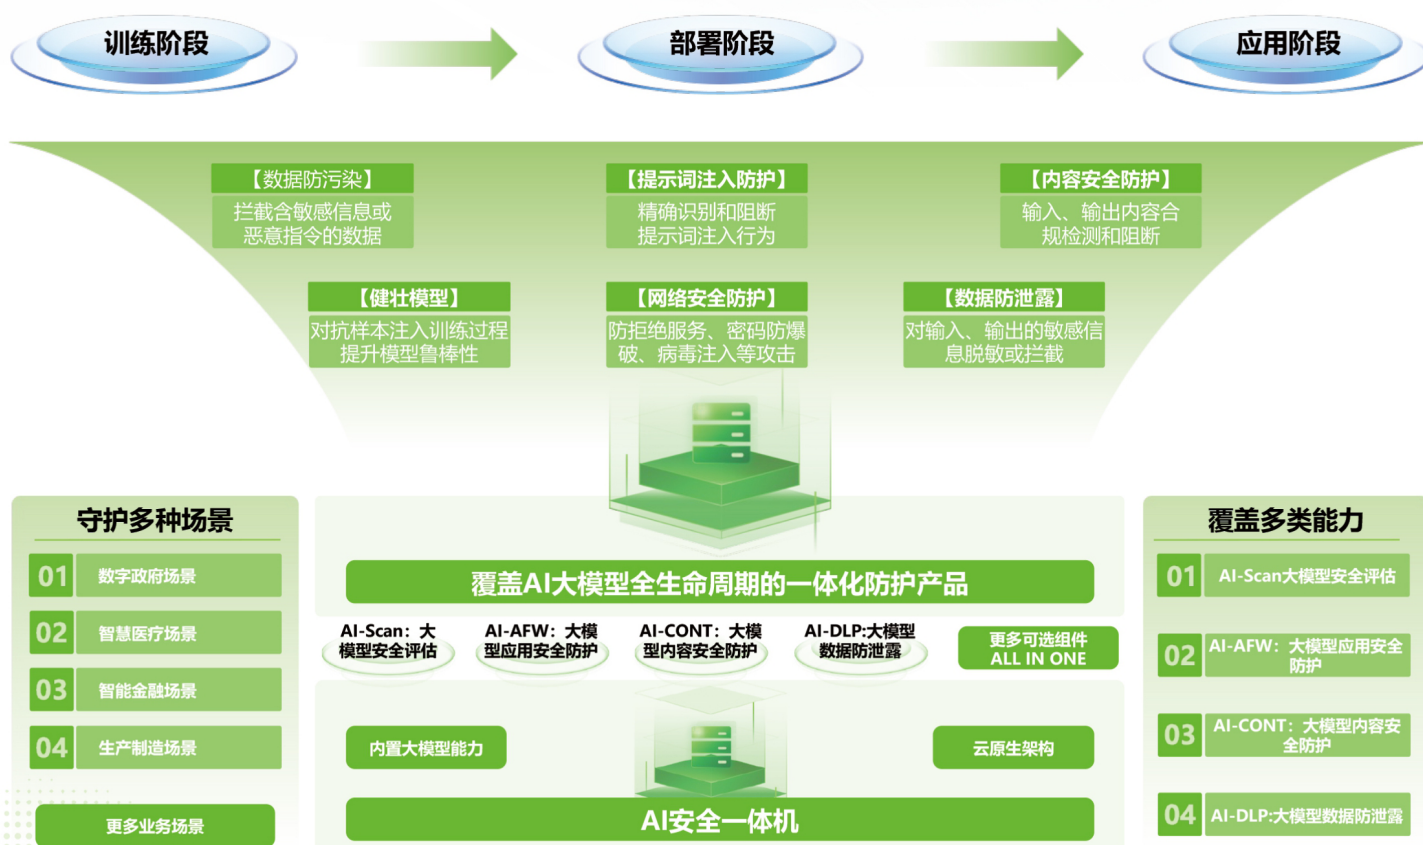 训练阶段
部署阶段
应用阶段
【数据防污染】
拦截含敏感信息或
恶意指令的数据
【提示词注入防护】
精确识别和阻断
提示词注入行为
【内容安全防护】
输入、输出内容合
规检测和阻断
【健壮模型】
对抗样本注入训练过程
提升模型鲁棒性
【网络安全防护】
防拒绝服务、密码防爆
破、病毒注入等攻击
【数据防泄露】
对输入、输出的敏感信
息脱敏或拦截
守护多种场景
01 数字政府场景
02 智慧医疗场景
03 智能金融场景
04 生产制造场景
更多业务场景
覆盖AI大模型全生命周期的一体化防护产品
AI-Scan：大
模型安全评估
AI-AFW：大模
型应用安全防护
AI-CONT：大模
型内容安全防护
AI-DLP:大模型
数据防泄露
更多可选组件
ALL IN ONE
内置大模型能力
云原生架构
AI安全一体机
覆盖多类能力
01 AI-Scan大模型安全评估
02 AI-AFW：大模型应用安全
防护
03 AI-CONT：大模型内容安
全防护
04 AI-DLP:大模型数据防泄露